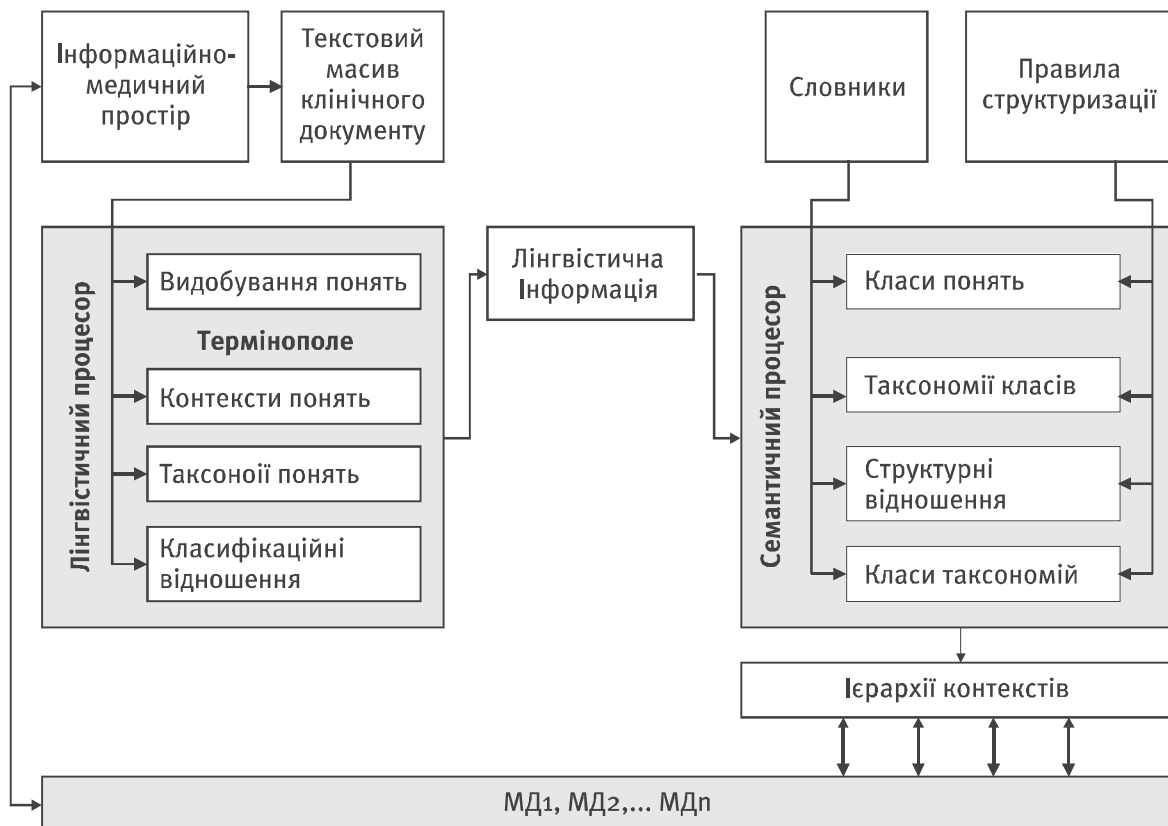 Інформаційно-
медичний
простір
Текстовий
масив
клінічного
документу
Словники
Правила
структуризації
Лінгвістичний процесор
Видобування понять
Термінополе
Контексти понять
Таксоноії понять
Класифікаційні
відношення
Лінгвістична
Інформація
Семантичний процесор
Класи понять
Таксономії класів
Структурні
відношення
Класи таксономій
Ієрархії контекстів
МД1, МД2,... МДn